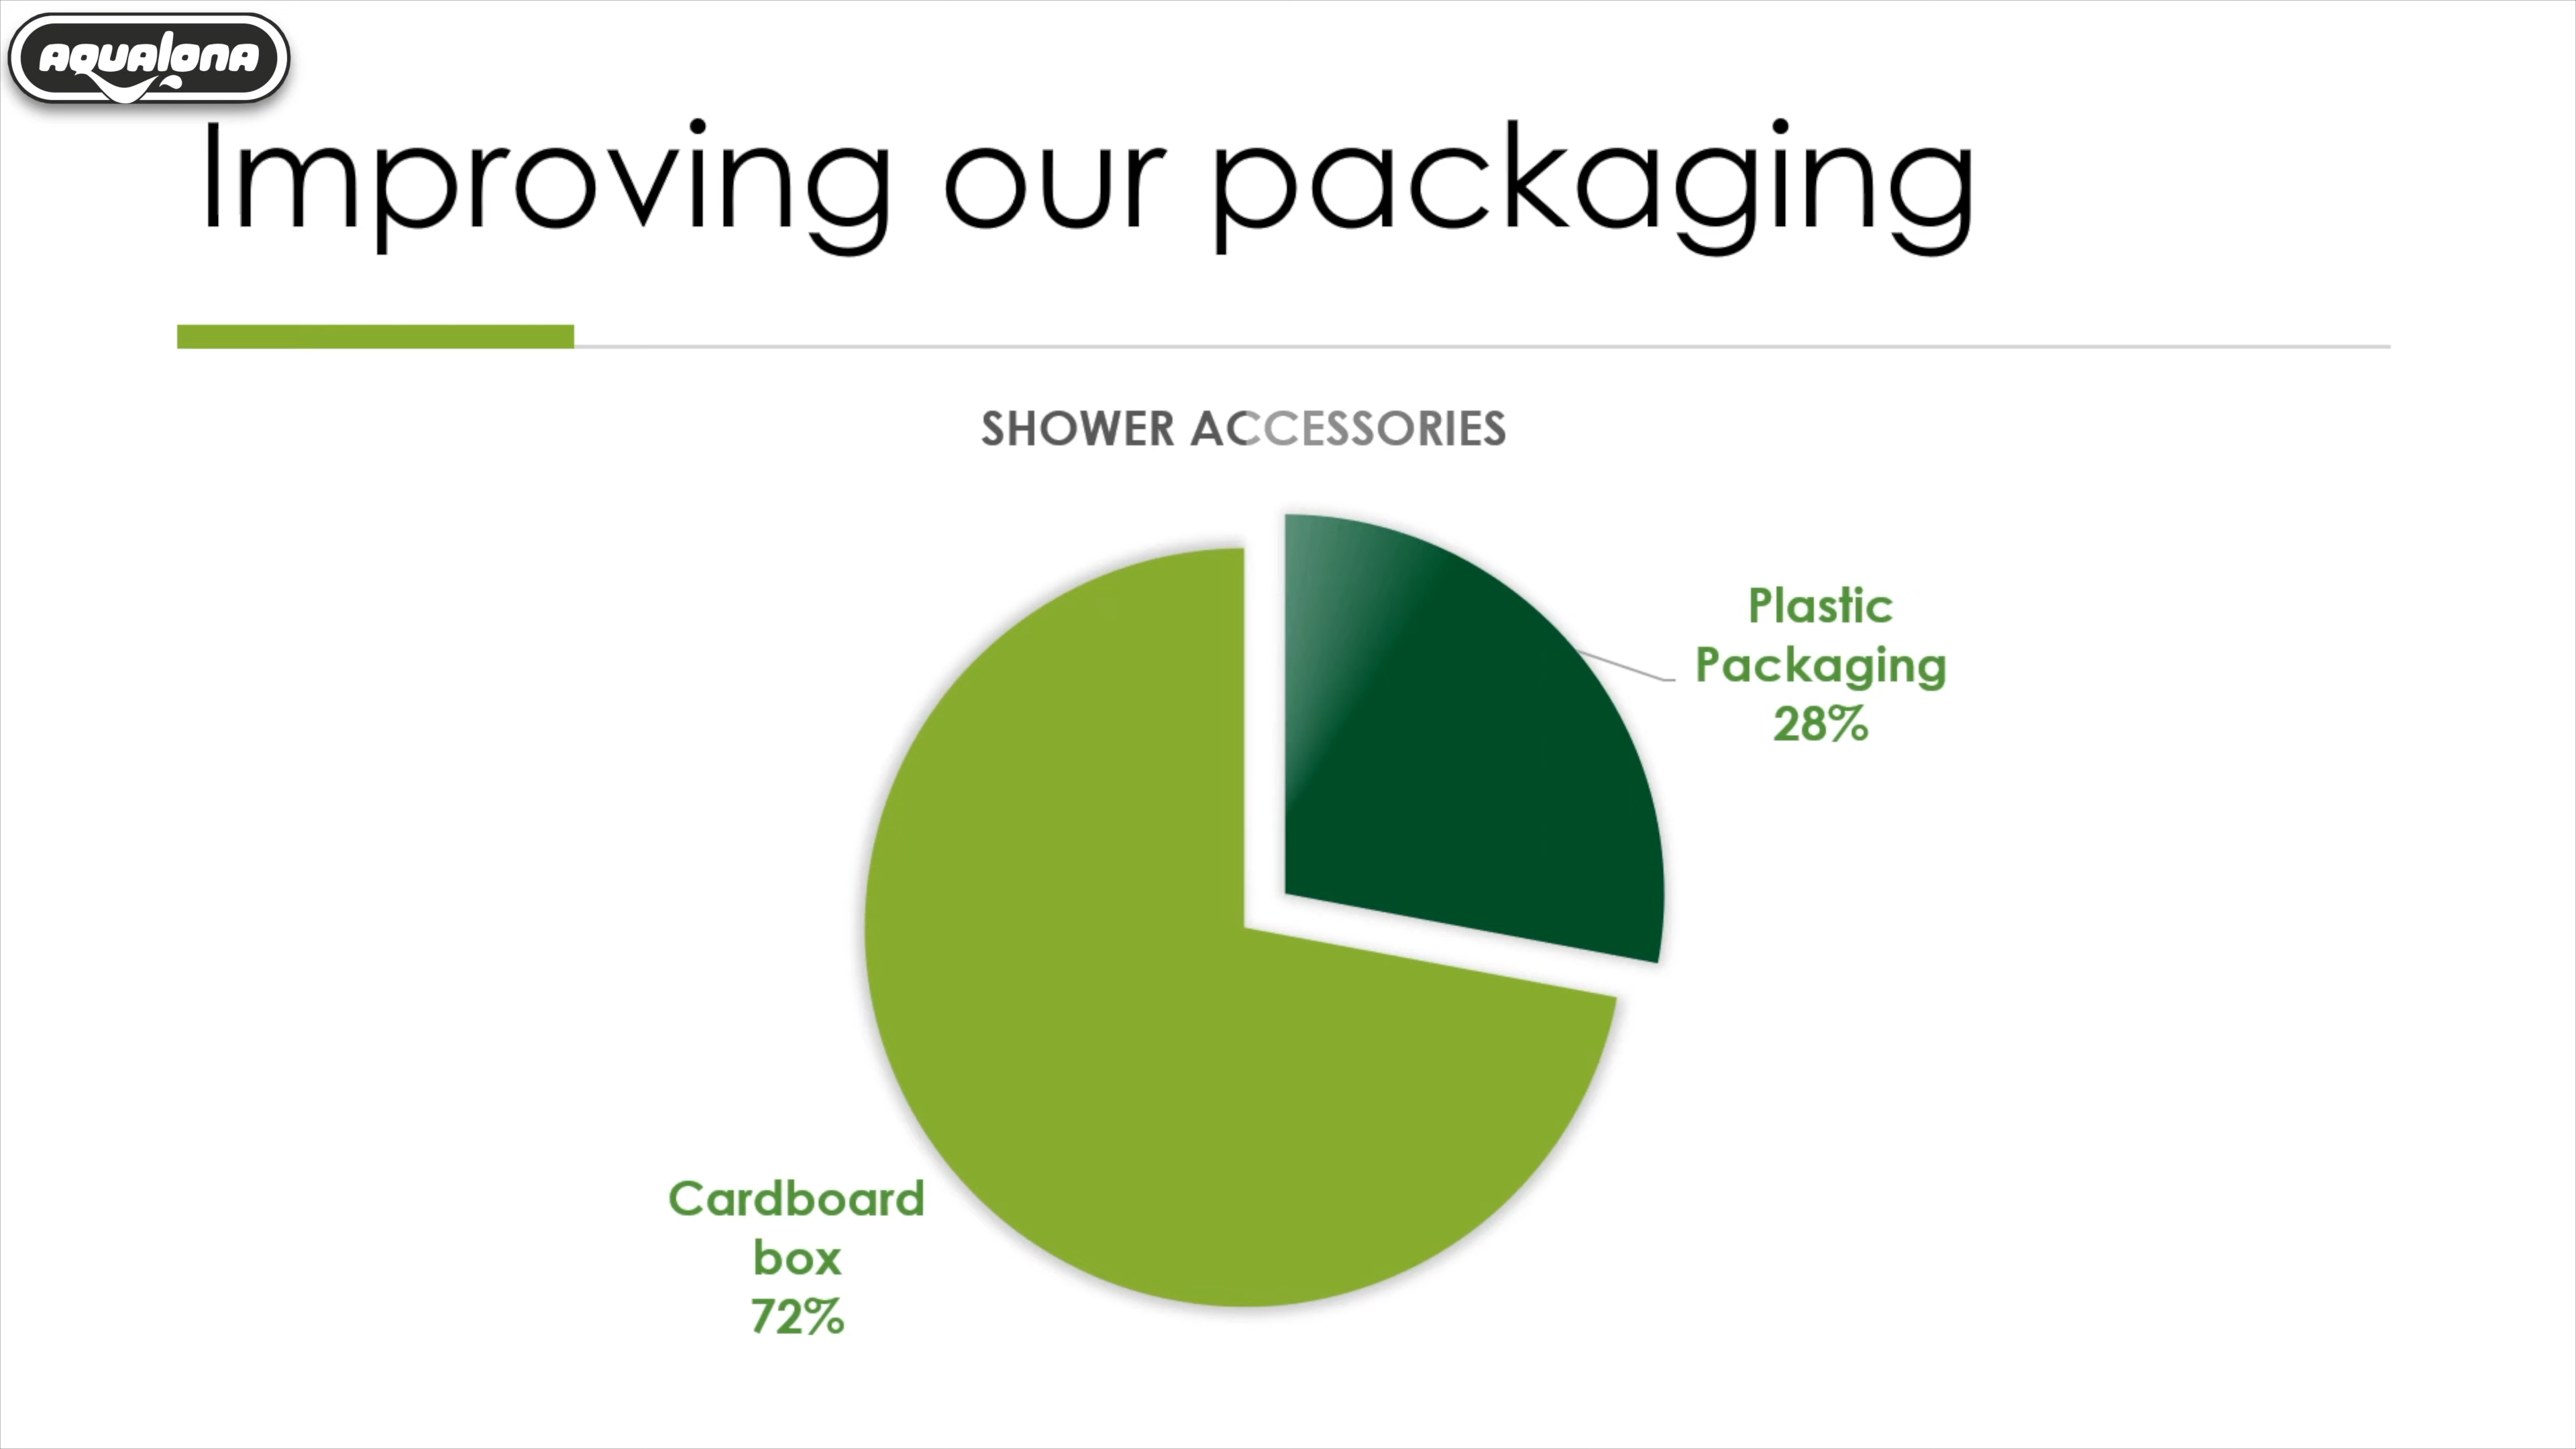 aqualona
Improving our packaging
SHOWER ACCESSORIES
Plastic
Packaging
28%
Cardboard
box
72%